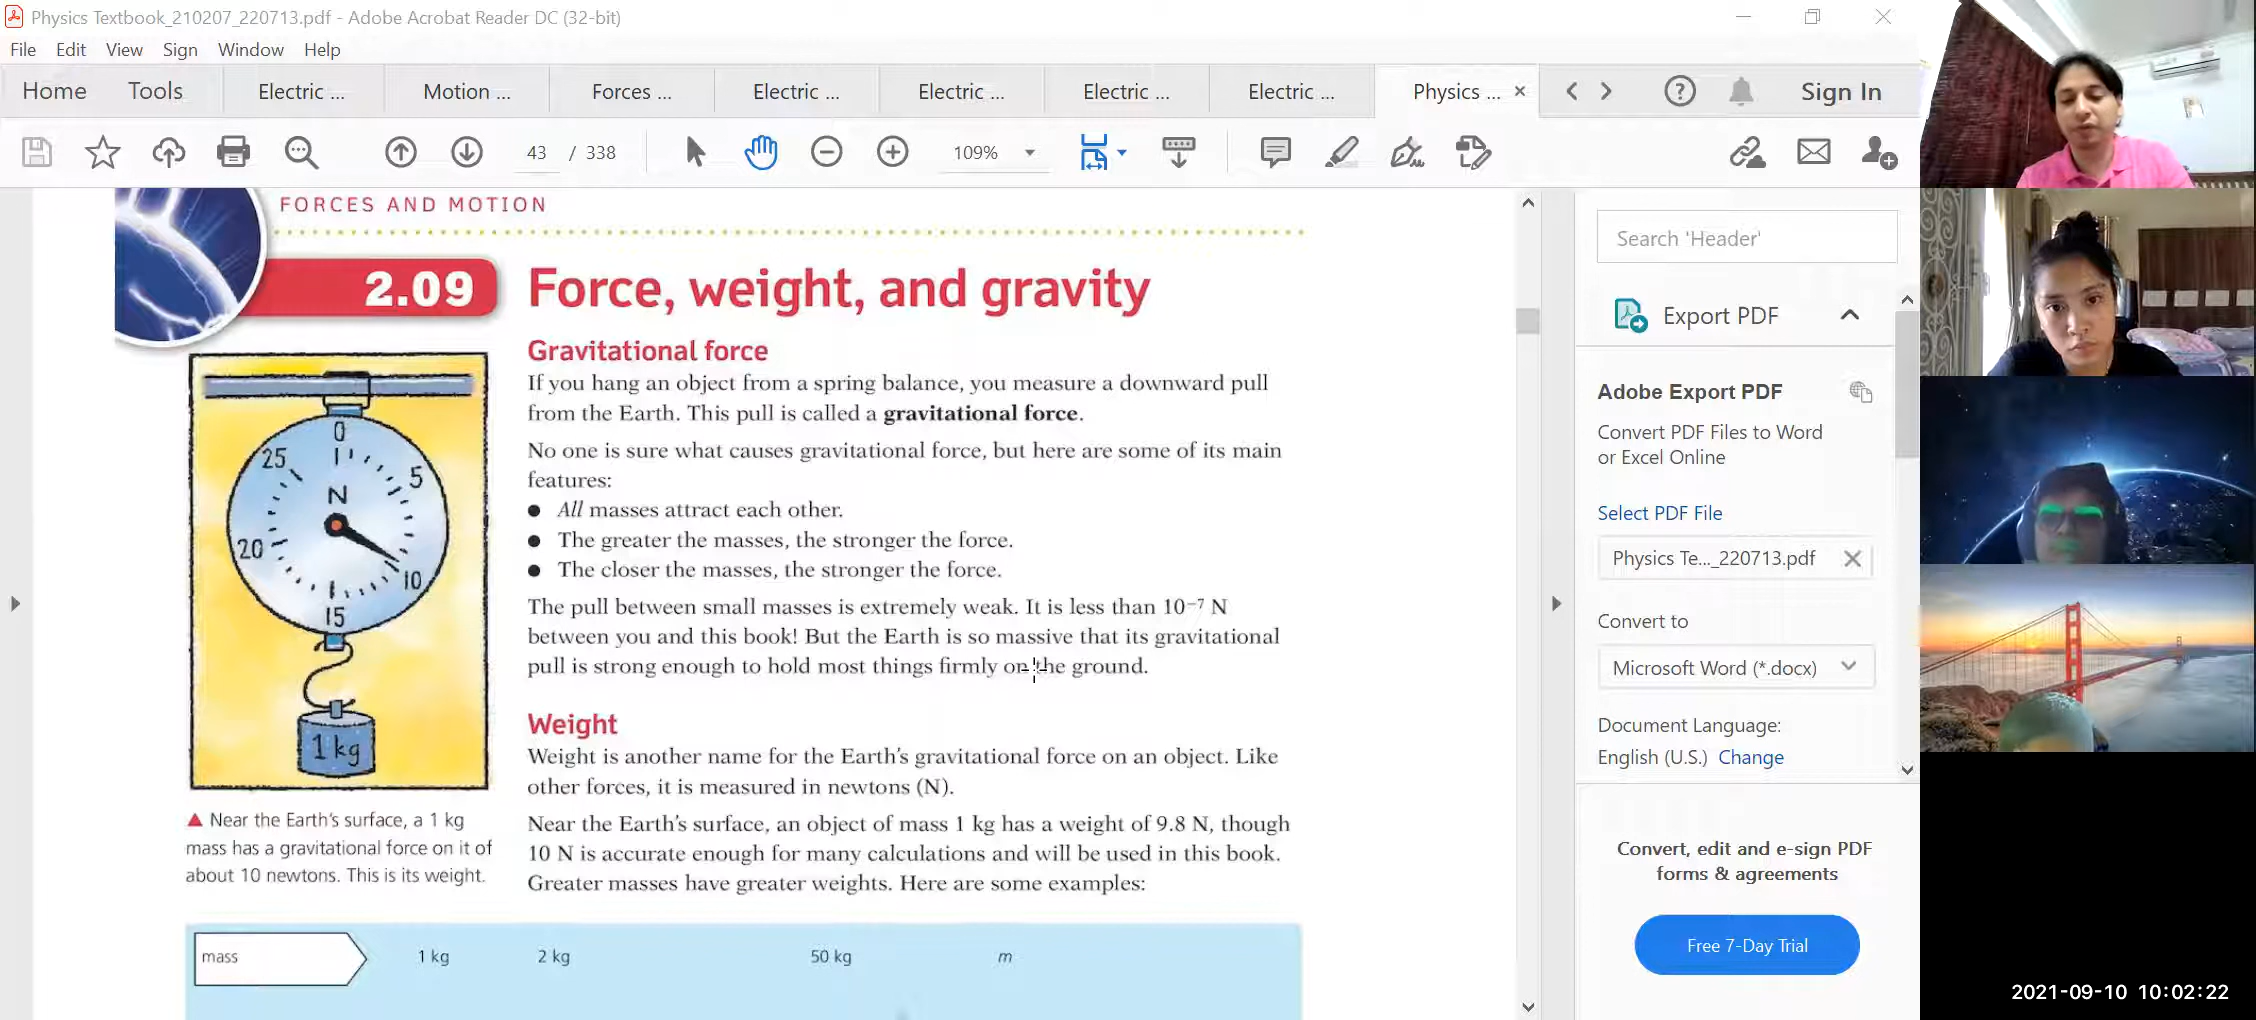 Physics Textbook_210207_220713.pdf - Adobe Acrobat Reader DC (32-bit)
File Edit View Sign Window Help
Home Tools Electric ... Motion ... Forces ... Electric ... Electric ... Electric ... Electric ... Physics ... × Sign In
43 / 338 109%
FORCES AND MOTION
2.09 Force, weight, and gravity
Gravitational force
If you hang an object from a spring balance, you measure a downward pull
from the Earth. This pull is called a gravitational force.
No one is sure what causes gravitational force, but here are some of its main
features:
● All masses attract each other.
● The greater the masses, the stronger the force.
● The closer the masses, the stronger the force.
The pull between small masses is extremely weak. It is less than 10⁻⁷ N
between you and this book! But the Earth is so massive that its gravitational
pull is strong enough to hold most things firmly on the ground.
Weight
Weight is another name for the Earth's gravitational force on an object. Like
other forces, it is measured in newtons (N).
Near the Earth's surface, an object of mass 1 kg has a weight of 9.8 N, though
10 N is accurate enough for many calculations and will be used in this book.
Greater masses have greater weights. Here are some examples:
0
5
10
15
20
25
N
1 kg
▲ Near the Earth's surface, a 1 kg
mass has a gravitational force on it of
about 10 newtons. This is its weight.
mass 1 kg 2 kg 50 kg m
Search 'Header'
Export PDF
Adobe Export PDF
Convert PDF Files to Word
or Excel Online
Select PDF File
Physics Te..._220713.pdf
Convert to
Microsoft Word (*.docx)
Document Language:
English (U.S.) Change
Convert, edit and e-sign PDF
forms & agreements
Free 7-Day Trial
2021-09-10 10:02:22